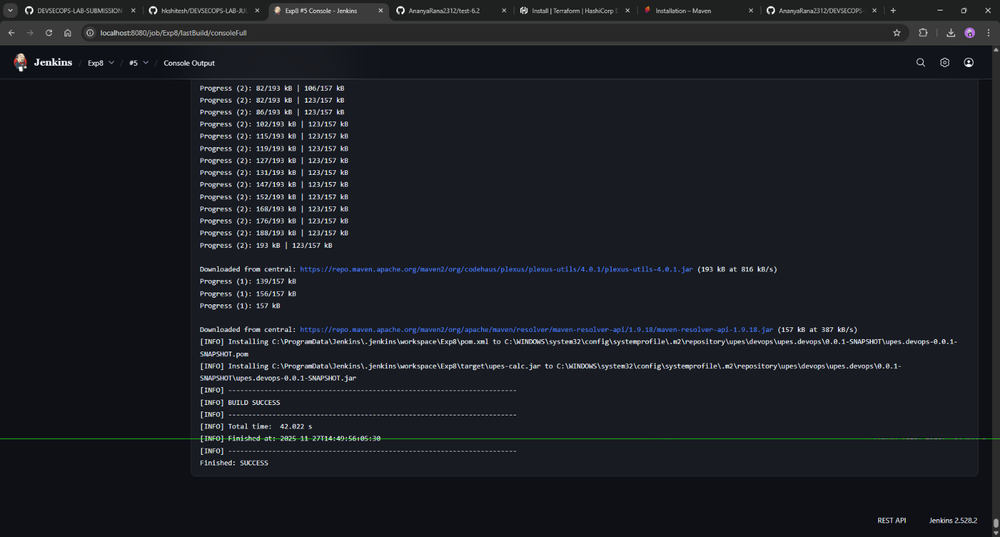 DEVSECOPS-LAB-SUBMISSION
hkshitesh/DEVSECOPS-LAB-JUL
Exp8 #5 Console - Jenkins
AnanyaRana2312/test-6.2
Install | Terraform | HashiCorp D
Installation – Maven
AnanyaRana2312/DEVSECOPS-
localhost:8080/job/Exp8/lastBuild/consoleFull
Jenkins / Exp8 / #5 / Console Output
Progress (2): 82/193 kB | 106/157 kB
Progress (2): 82/193 kB | 123/157 kB
Progress (2): 86/193 kB | 123/157 kB
Progress (2): 102/193 kB | 123/157 kB
Progress (2): 115/193 kB | 123/157 kB
Progress (2): 119/193 kB | 123/157 kB
Progress (2): 127/193 kB | 123/157 kB
Progress (2): 131/193 kB | 123/157 kB
Progress (2): 147/193 kB | 123/157 kB
Progress (2): 152/193 kB | 123/157 kB
Progress (2): 168/193 kB | 123/157 kB
Progress (2): 176/193 kB | 123/157 kB
Progress (2): 188/193 kB | 123/157 kB
Progress (2): 193 kB | 123/157 kB
Downloaded from central: https://repo.maven.apache.org/maven2/org/codehaus/plexus/plexus-utils/4.0.1/plexus-utils-4.0.1.jar (193 kB at 816 kB/s)
Progress (1): 139/157 kB
Progress (1): 156/157 kB
Progress (1): 157 kB
Downloaded from central: https://repo.maven.apache.org/maven2/org/apache/maven/resolver/maven-resolver-api/1.9.18/maven-resolver-api-1.9.18.jar (157 kB at 387 kB/s)
[INFO] Installing C:\ProgramData\Jenkins\.jenkins\workspace\Exp8\pom.xml to C:\WINDOWS\system32\config\systemprofile\.m2\repository\upes\devops\upes.devops\0.0.1-SNAPSHOT\upes.devops-0.0.1-
SNAPSHOT.pom
[INFO] Installing C:\ProgramData\Jenkins\.jenkins\workspace\Exp8\target\upes-calc.jar to C:\WINDOWS\system32\config\systemprofile\.m2\repository\upes\devops\upes.devops\0.0.1-
SNAPSHOT\upes.devops-0.0.1-SNAPSHOT.jar
[INFO] ------------------------------------------------------------------------
[INFO] BUILD SUCCESS
[INFO] ------------------------------------------------------------------------
[INFO] Total time:  42.022 s
[INFO] Finished at: 2025-11-27T14:49:56+05:30
[INFO] ------------------------------------------------------------------------
Finished: SUCCESS
REST API
Jenkins 2.528.2